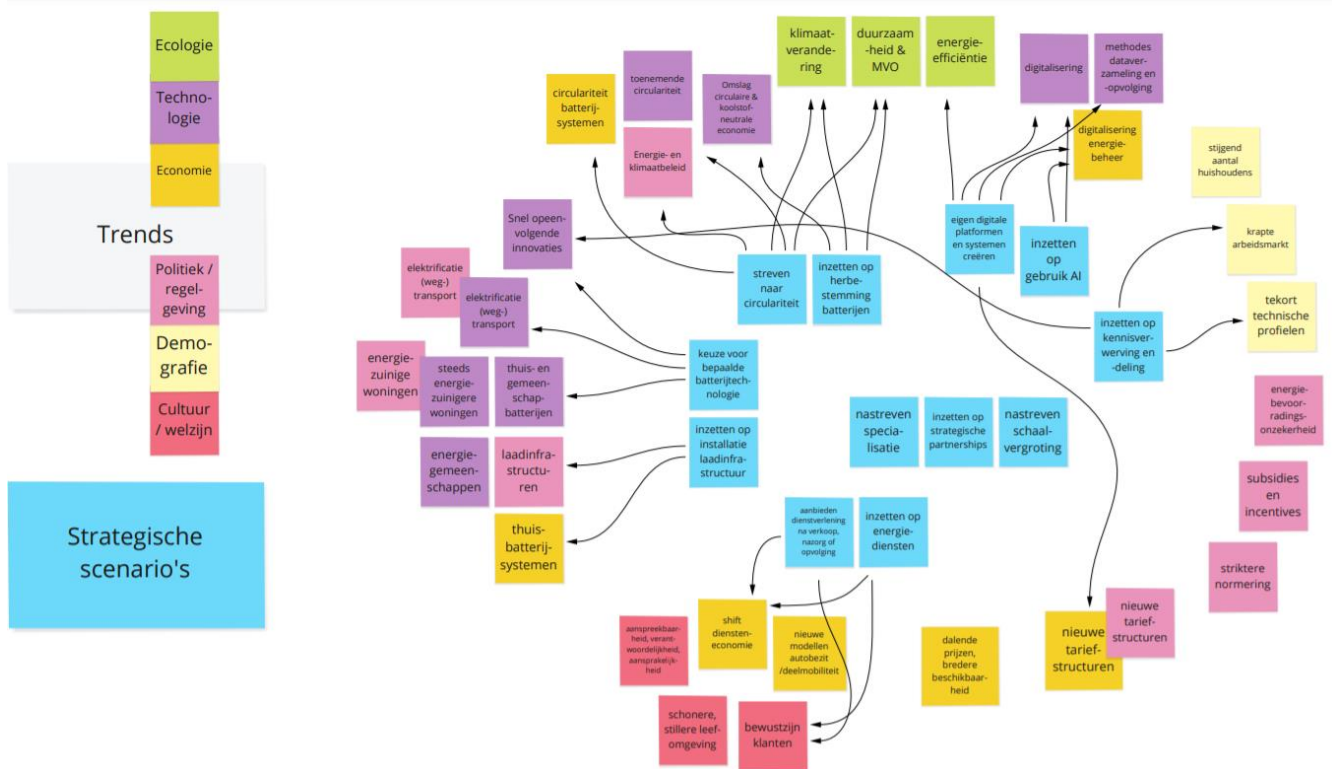 Ecologie
Techno-
logie
Economie
Trends
Politiek /
regel-
geving
Demo-
grafie
Cultuur
/ welzijn
Strategische
scenario's
klimaat-
verande-
ring
duurzaam
-heid &
MVO
energie-
efficiëntie
digitalisering
methodes
dataver-
zameling en
-opvolging
circulariteit
batterij-
systemen
toenemende
circulariteit
Omslag
circulaire &
koolstof-
neutrale
economie
Energie- en
klimaatbeleid
digitalisering
energie-
beheer
stijgend
aantal
huishoudens
Snel opeen-
volgende
innovaties
eigen digitale
platformen
en systemen
creëren
inzetten
op
gebruik AI
krapte
arbeidsmarkt
elektrificatie
(weg-)
transport
elektrificatie
(weg-)
transport
streven
naar
circulariteit
inzetten op
herbe-
stemming
batterijen
tekort
technische
profielen
inzetten op
kennisver-
werving en
-deling
energie-
zuinige
woningen
steeds
energie-
zuinigere
woningen
thuis- en
gemeen-
schap-
batterijen
keuze voor
bepaalde
batterijtech-
nologie
energie-
bevoor-
radings-
onzekerheid
energie-
gemeen-
schappen
laadinfra-
structu-
ren
inzetten op
installatie
laadinfra-
structuur
nastreven
specia-
lisatie
inzetten op
strategische
partnerships
nastreven
schaal-
vergroting
subsidies
en
incentives
thuis-
batterij-
systemen
aanbieden
dienstverlening
na verkoop,
nazorg of
opvolging
inzetten op
energie-
diensten
striktere
normering
aanspreekbaar-
heid, verant-
woordelijkheid,
aansprakelijk-
heid
shift
diensten-
economie
nieuwe
modellen
autobezit
/deelmobiliteit
dalende
prijzen,
bredere
beschikbaar-
heid
nieuwe
tarief-
structuren
nieuwe
tarief-
structuren
schonere,
stillere leef-
omgeving
bewustzijn
klanten